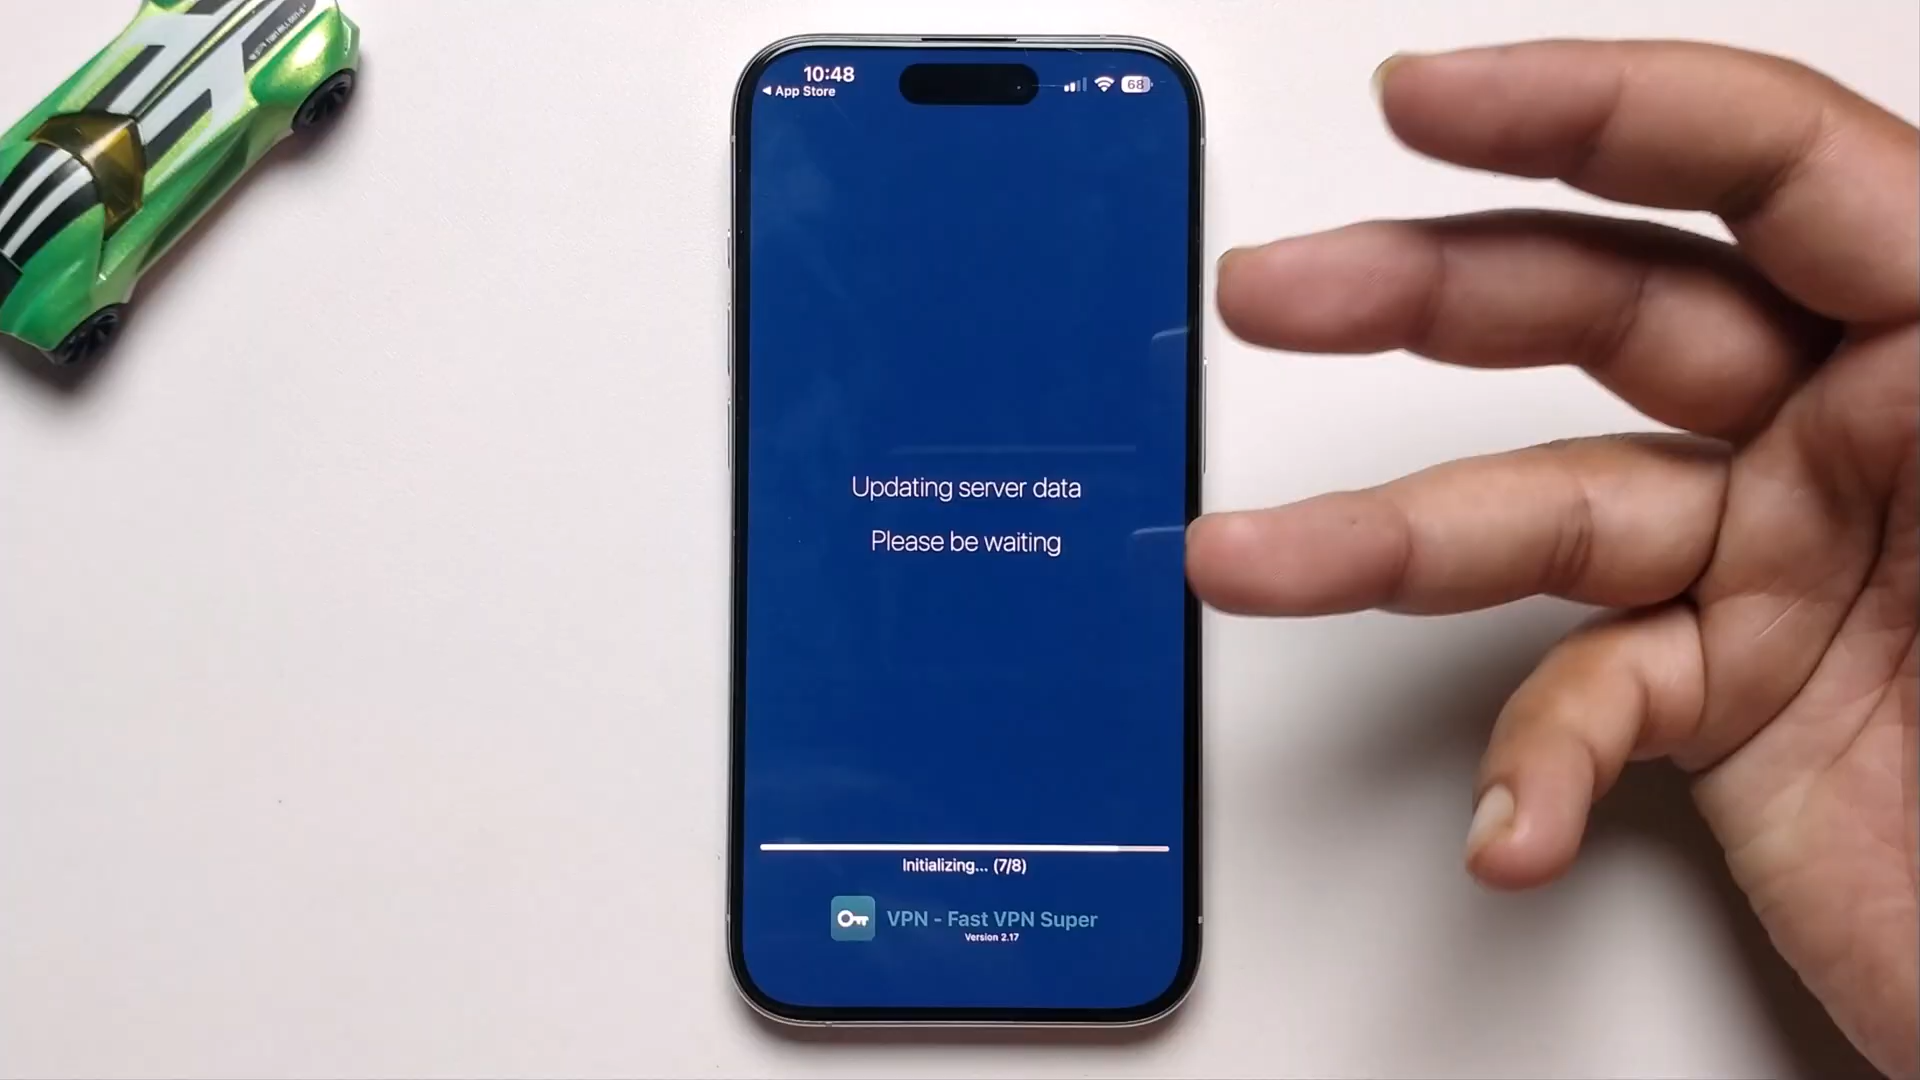 10:48
◀ App Store
68
Updating server data
Please be waiting
Initializing... (7/8)
VPN - Fast VPN Super
Version 2.17